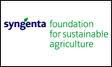 syngenta foundation
for sustainable
agriculture